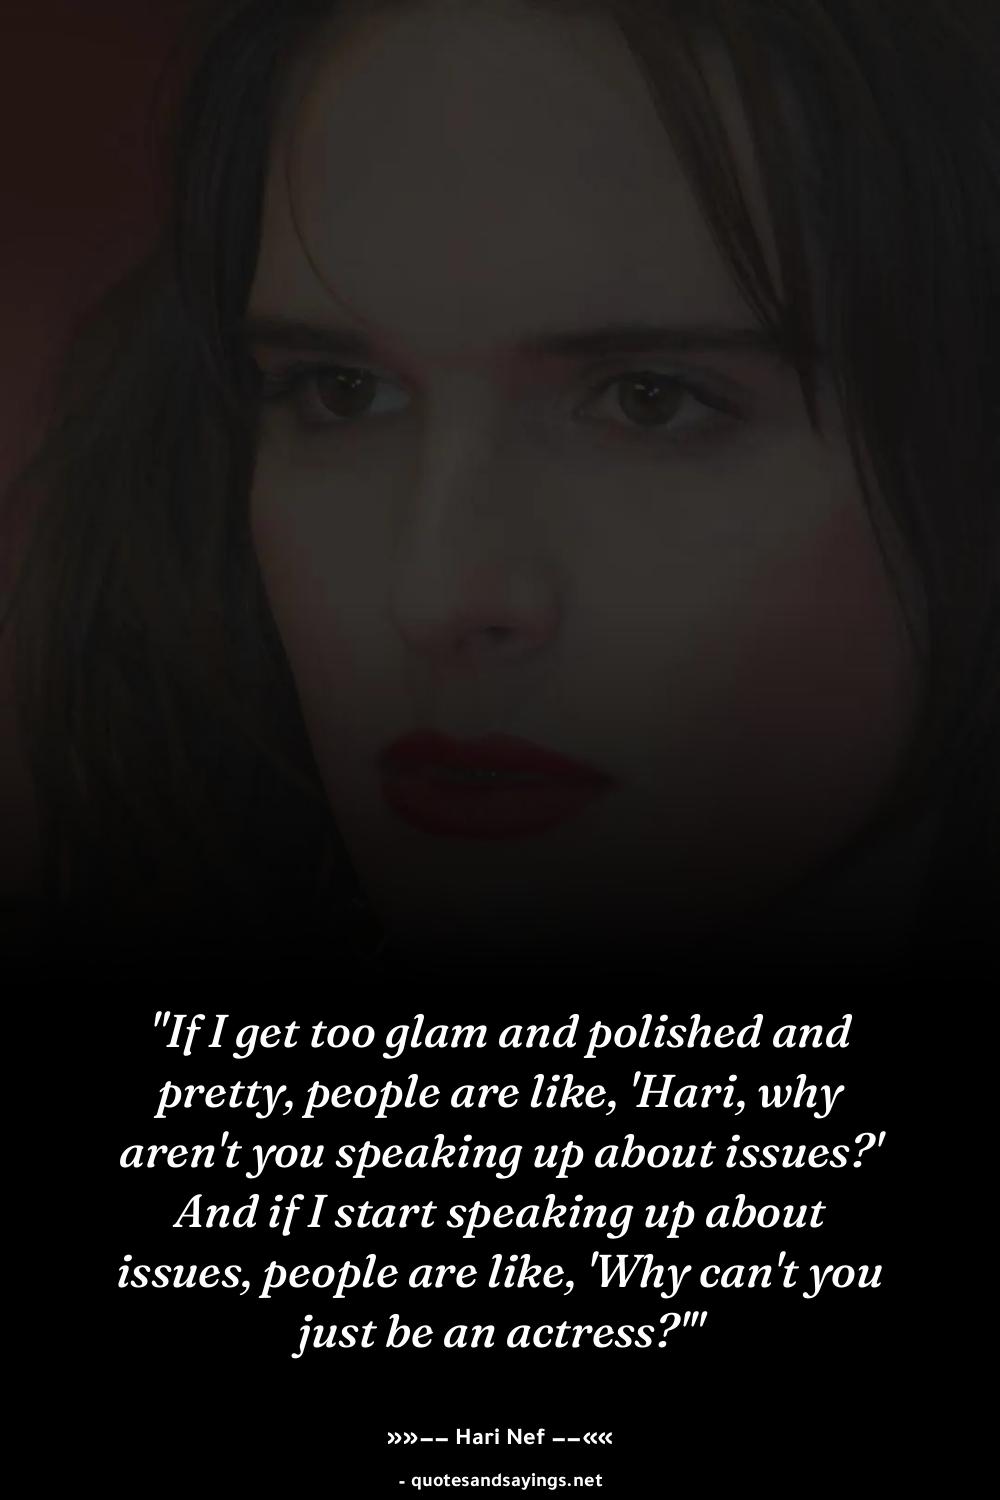 "If I get too glam and polished and
pretty, people are like, 'Hari, why
aren't you speaking up about issues?'
And if I start speaking up about
issues, people are like, 'Why can't you
just be an actress?'"
»»–– Hari Nef ––««
- quotesandsayings.net